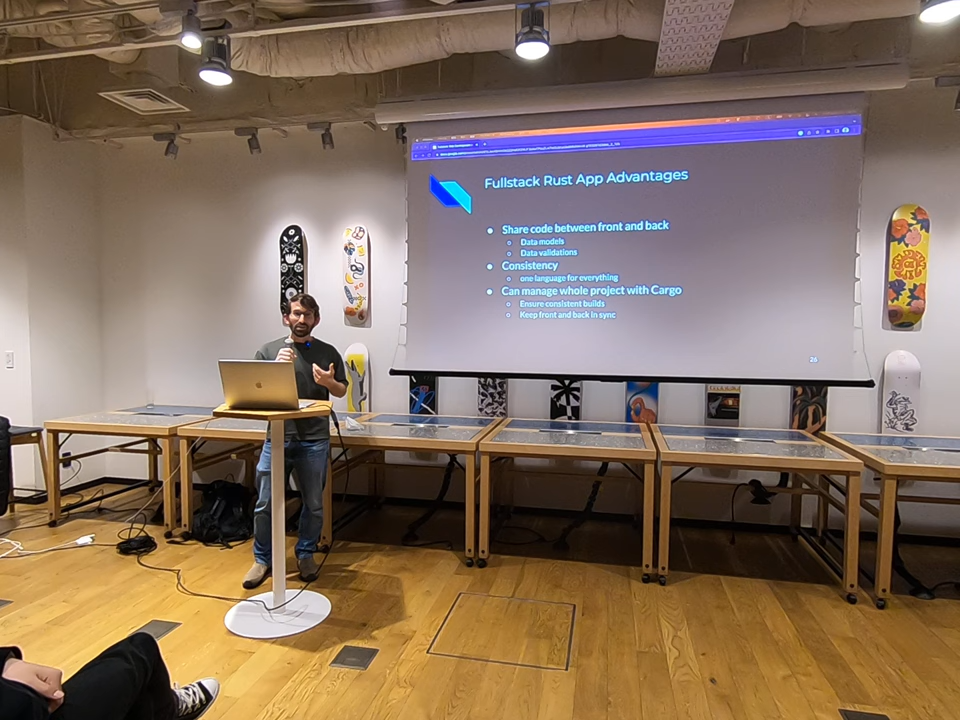 Fullstack Rust App Advantages
Share code between front and back
Data models
Data validations
Consistency
one language for everything
Can manage whole project with Cargo
Ensure consistent builds
Keep front and back in sync
26